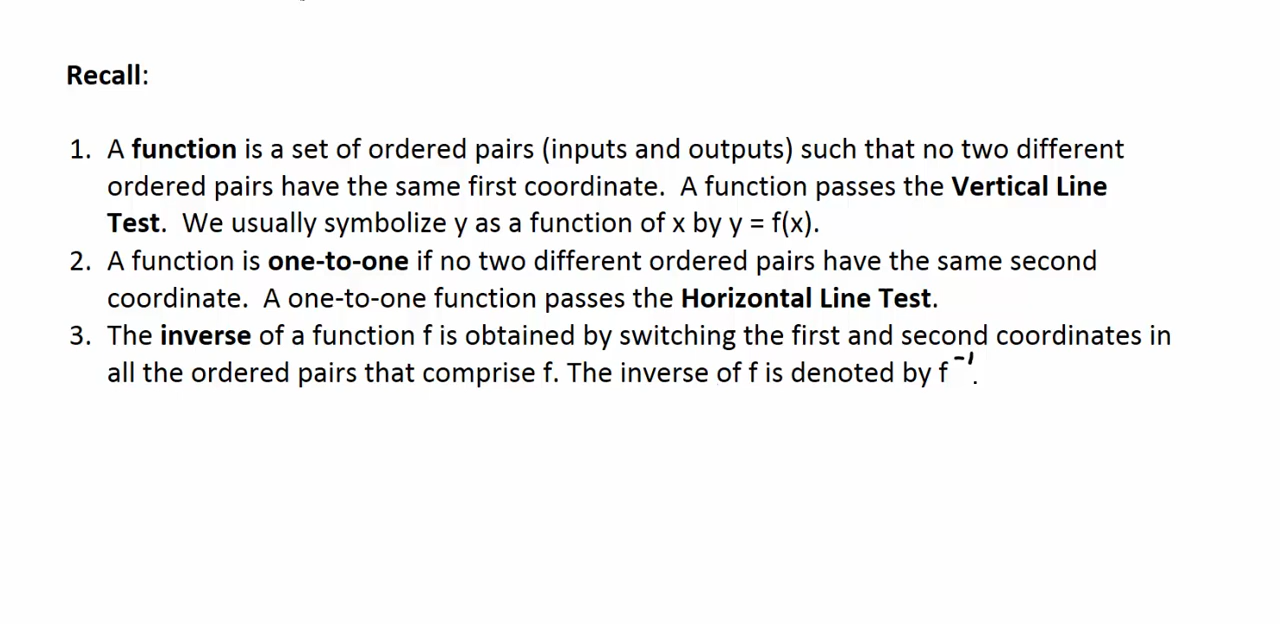 Recall:
1. A function is a set of ordered pairs (inputs and outputs) such that no two different
ordered pairs have the same first coordinate. A function passes the Vertical Line
Test. We usually symbolize y as a function of x by y = f(x).
2. A function is one-to-one if no two different ordered pairs have the same second
coordinate. A one-to-one function passes the Horizontal Line Test.
3. The inverse of a function f is obtained by switching the first and second coordinates in
all the ordered pairs that comprise f. The inverse of f is denoted by f⁻¹.